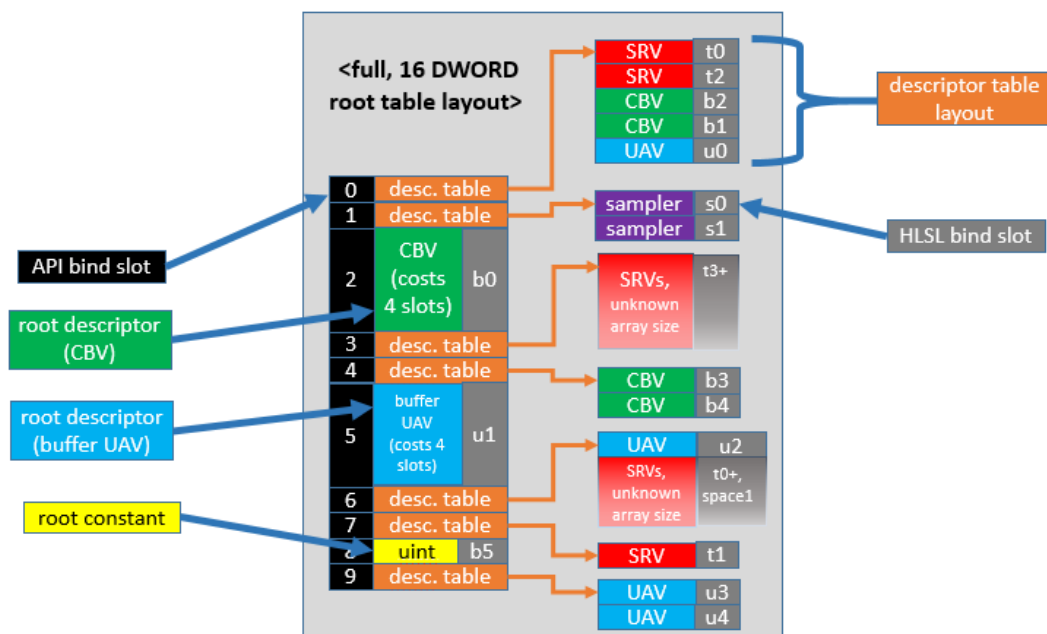 <full, 16 DWORD
root table layout>
SRV t0
SRV t2
CBV b2
CBV b1
UAV u0
descriptor table
layout
0 desc. table
1 desc. table
sampler s0
sampler s1
HLSL bind slot
API bind slot
2
CBV
(costs
4 slots)
b0
SRVs,
unknown
array size
t3+
root descriptor
(CBV)
3 desc. table
4 desc. table
CBV b3
CBV b4
root descriptor
(buffer UAV)
5
buffer
UAV
(costs 4
slots)
u1
UAV u2
SRVs,
unknown
array size
t0+,
space1
6 desc. table
7 desc. table
root constant
8 uint b5
SRV t1
9 desc. table
UAV u3
UAV u4